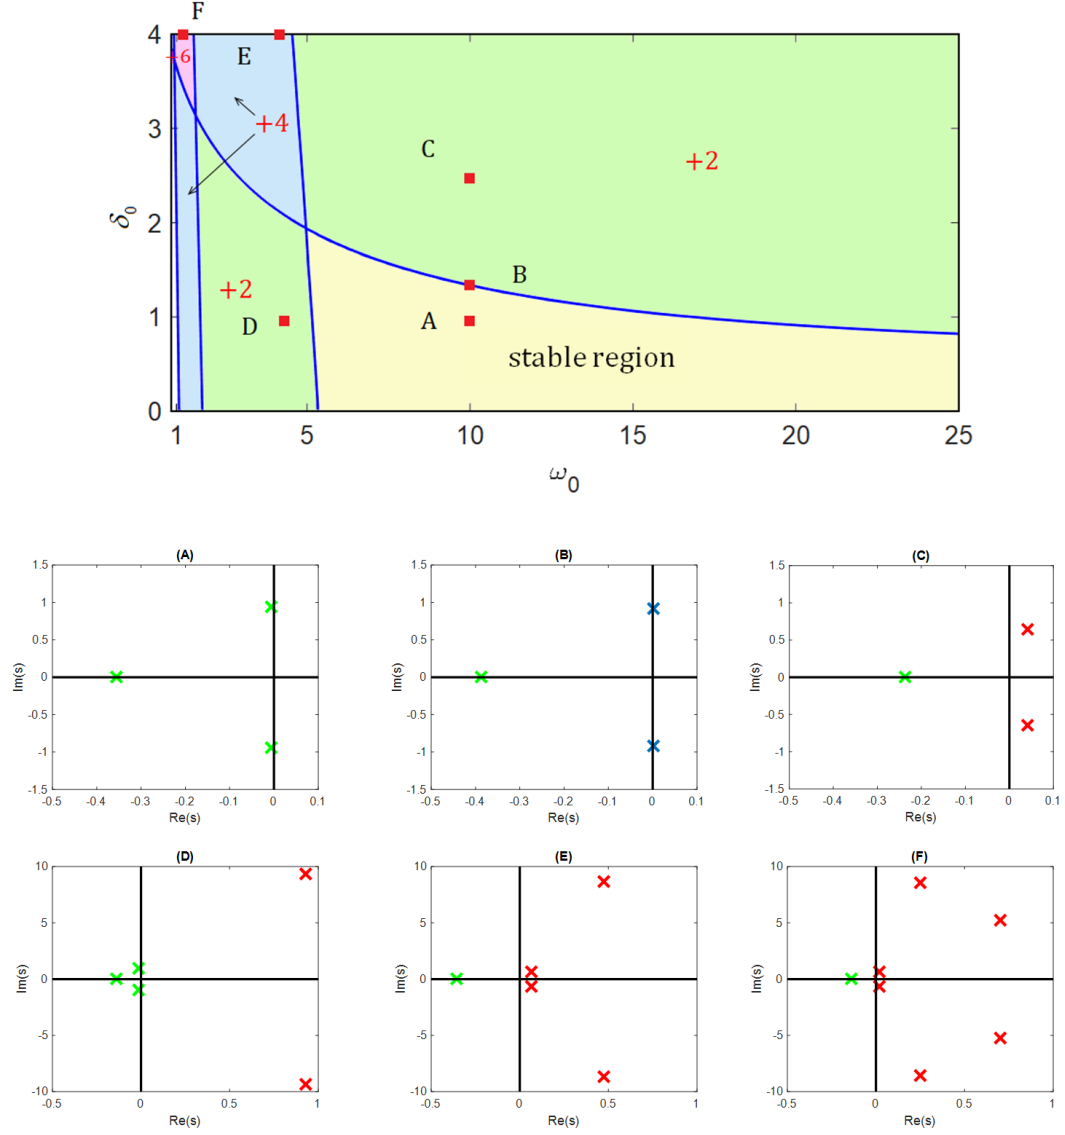 F
4
+6
E
+4
3
C
+2
δ₀
2
+2
B
D
A
1
stable region
0
1 5 10 15 20 25
ω₀
(A) (B) (C)
1.5 1.5 1.5
1 1 1
0.5 0.5 0.5
Im(s) 0 Im(s) 0 Im(s) 0
-0.5 -0.5 -0.5
-1 -1 -1
-1.5 -1.5 -1.5
-0.5 -0.4 -0.3 -0.2 -0.1 0 0.1 -0.5 -0.4 -0.3 -0.2 -0.1 0 0.1 -0.5 -0.4 -0.3 -0.2 -0.1 0 0.1
Re(s) Re(s) Re(s)
(D) (E) (F)
10 10 10
5 5 5
Im(s) 0 Im(s) 0 Im(s) 0
-5 -5 -5
-10 -10 -10
-0.5 0 0.5 1 -0.5 0 0.5 1 -0.5 0 0.5 1
Re(s) Re(s) Re(s)